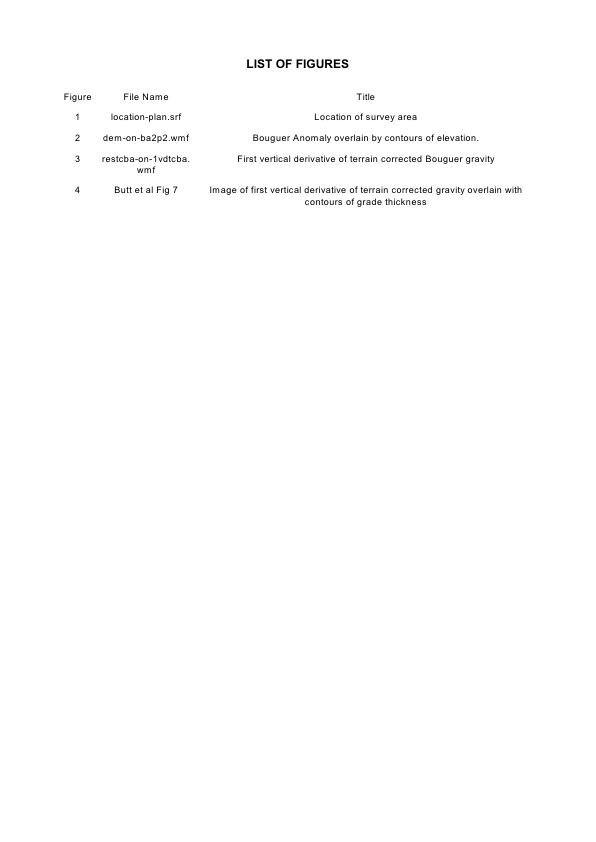 LIST OF FIGURES
Figure File Name Title
1 location-plan.srf Location of survey area
2 dem-on-ba2p2.wmf Bouguer Anomaly overlain by contours of elevation.
3 restcba-on-1vdtcba. First vertical derivative of terrain corrected Bouguer gravity
wmf
4 Butt et al Fig 7 Image of first vertical derivative of terrain corrected gravity overlain with
contours of grade thickness